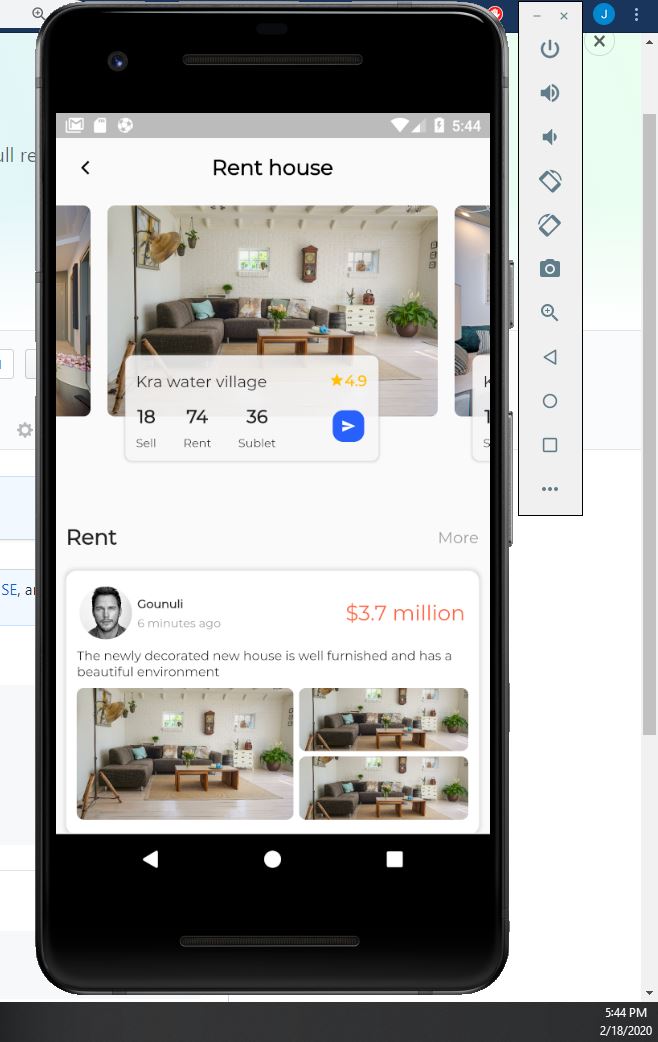 J
ull re
5:44
Rent house
Kra water village
4.9
18 74 36
Sell Rent Sublet
K
1
S
Rent More
Gounuli
6 minutes ago
$3.7 million
The newly decorated new house is well furnished and has a
beautiful environment
SE, a
5:44 PM
2/18/2020